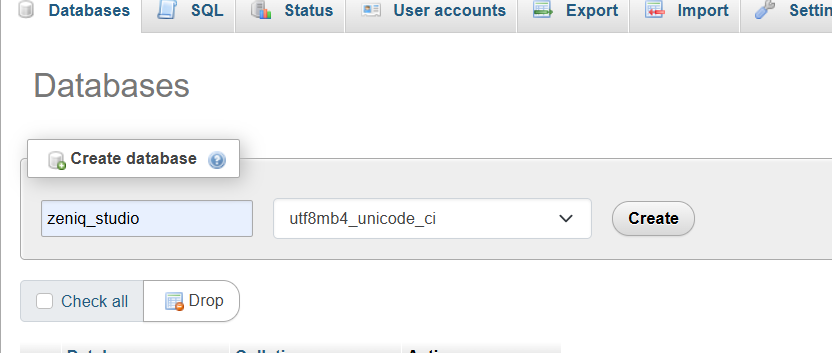 Databases SQL Status User accounts Export Import
Databases
Create database
zeniq_studio utf8mb4_unicode_ci Create
Check all Drop